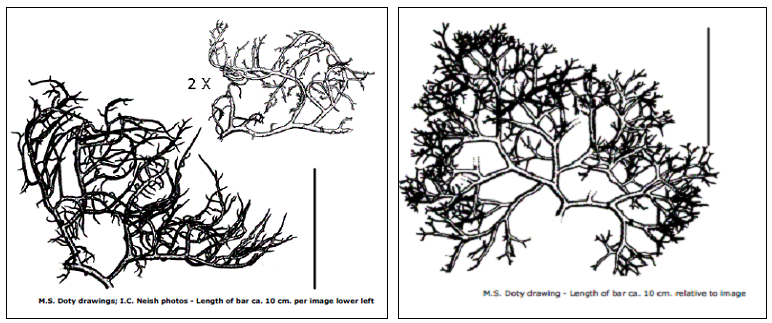 2 X
M.S. Doty drawings; I.C. Neish photos - Length of bar ca. 10 cm. per image lower left
M.S. Doty drawing - Length of bar ca. 10 cm. relative to image